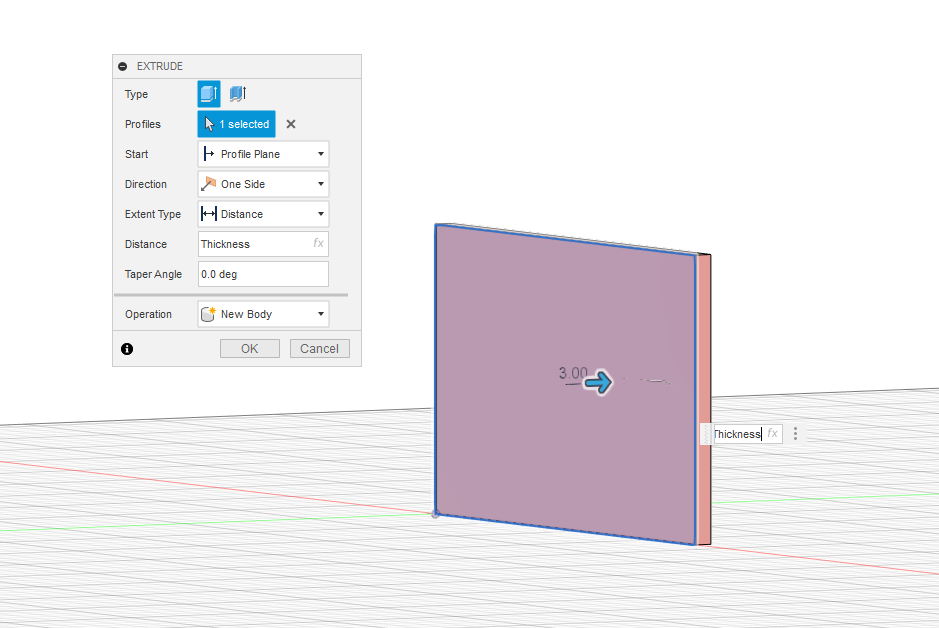 EXTRUDE
Type
Profiles 1 selected
Start Profile Plane
Direction One Side
Extent Type Distance
Distance Thickness fx
Taper Angle 0.0 deg
Operation New Body
OK Cancel
3.00
Thickness fx